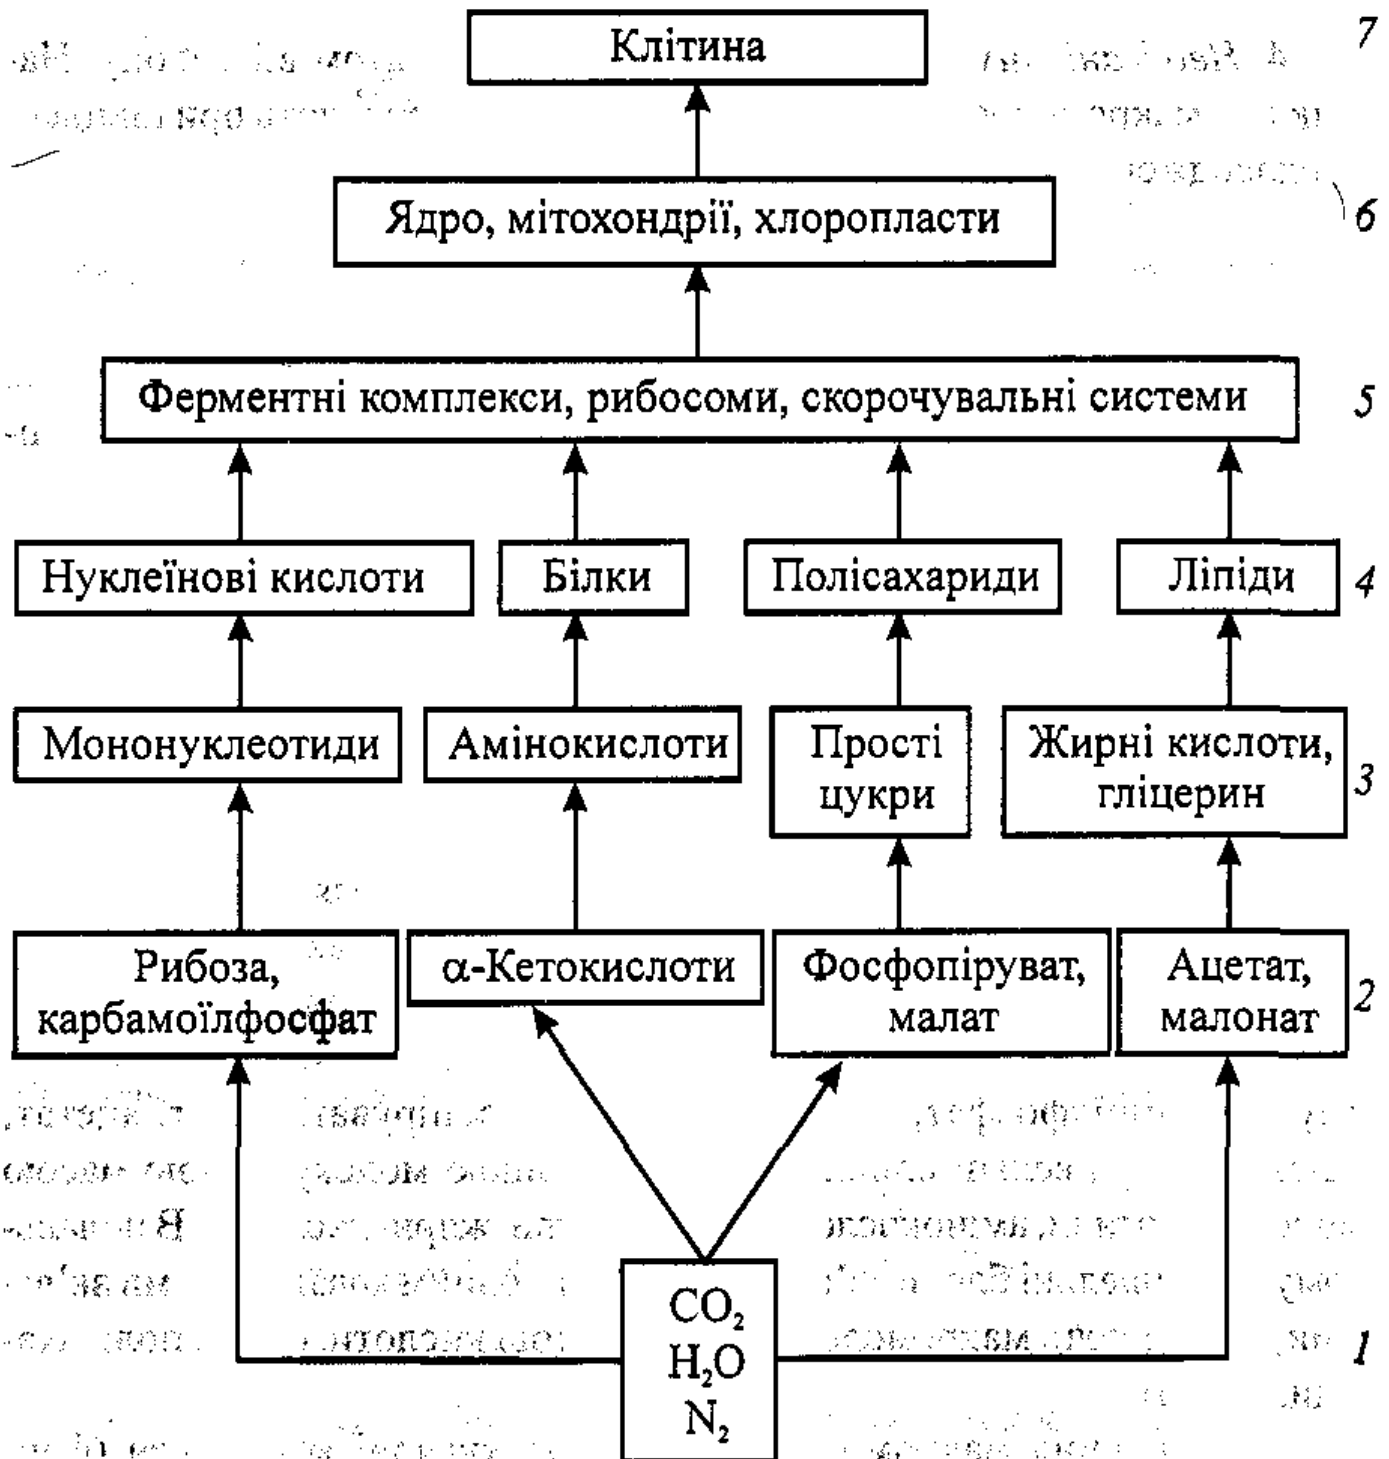 Клітина
7
Ядро, мітохондрії, хлоропласти
6
Ферментні комплекси, рибосоми, скорочувальні системи
5
Нуклеїнові кислоти
Білки
Полісахариди
Ліпіди
4
Мононуклеотиди
Амінокислоти
Прості
цукри
Жирні кислоти,
гліцерин
3
Рибоза,
карбамоїлфосфат
α-Кетокислоти
Фосфопіруват,
малат
Ацетат,
малонат
2
CO₂
H₂O
N₂
1